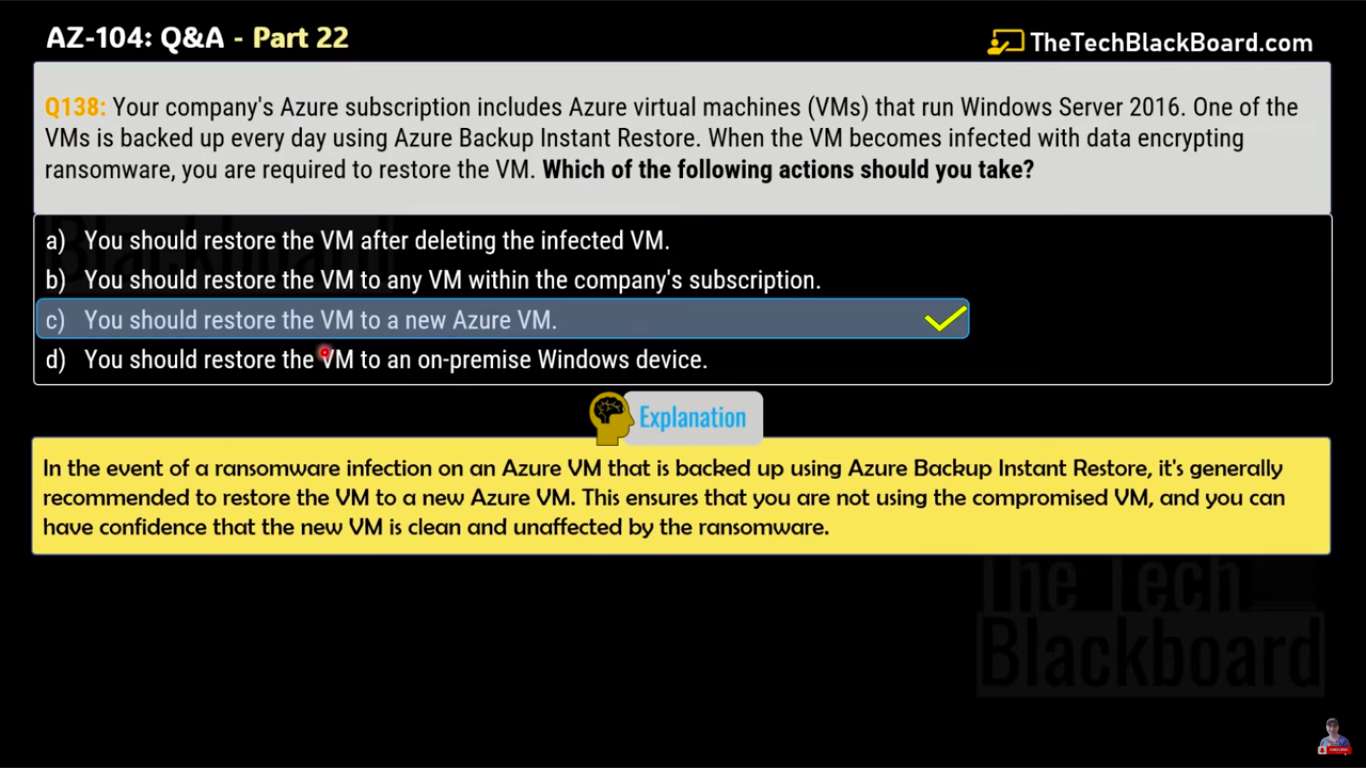 AZ-104: Q&A - Part 22
TheTechBlackBoard.com
Q138: Your company's Azure subscription includes Azure virtual machines (VMs) that run Windows Server 2016. One of the
VMs is backed up every day using Azure Backup Instant Restore. When the VM becomes infected with data encrypting
ransomware, you are required to restore the VM. Which of the following actions should you take?
a) You should restore the VM after deleting the infected VM.
b) You should restore the VM to any VM within the company's subscription.
c) You should restore the VM to a new Azure VM.
d) You should restore the VM to an on-premise Windows device.
Explanation
In the event of a ransomware infection on an Azure VM that is backed up using Azure Backup Instant Restore, it's generally
recommended to restore the VM to a new Azure VM. This ensures that you are not using the compromised VM, and you can
have confidence that the new VM is clean and unaffected by the ransomware.
The Tech
Blackboard